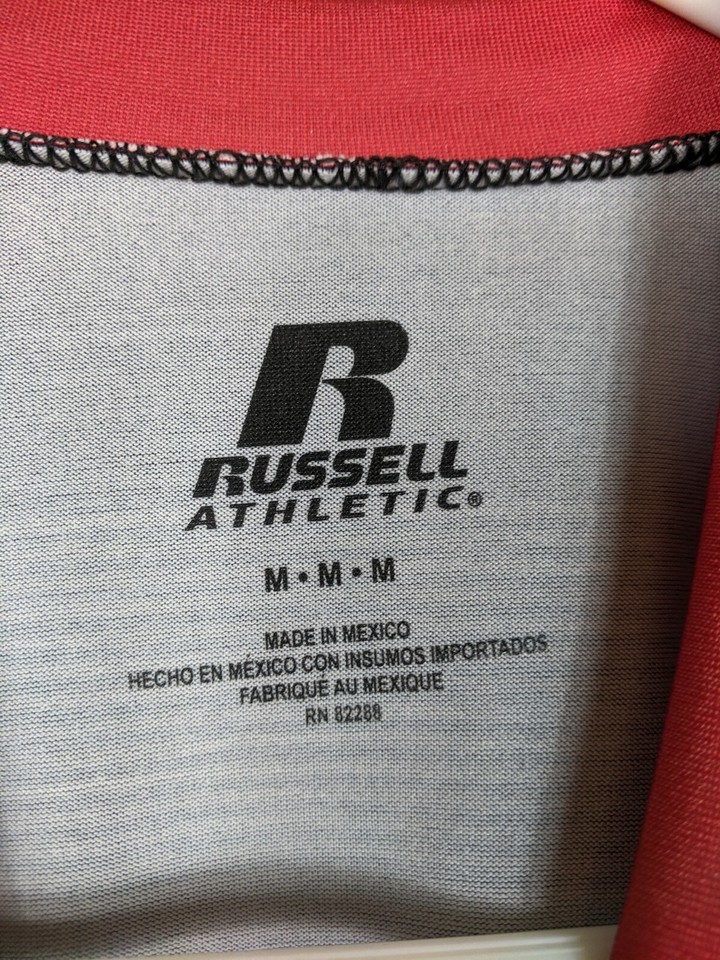 R
RUSSELL
ATHLETIC®
M • M • M
MADE IN MEXICO
HECHO EN MÉXICO CON INSUMOS IMPORTADOS
FABRIQUÉ AU MEXIQUE
RN 82288